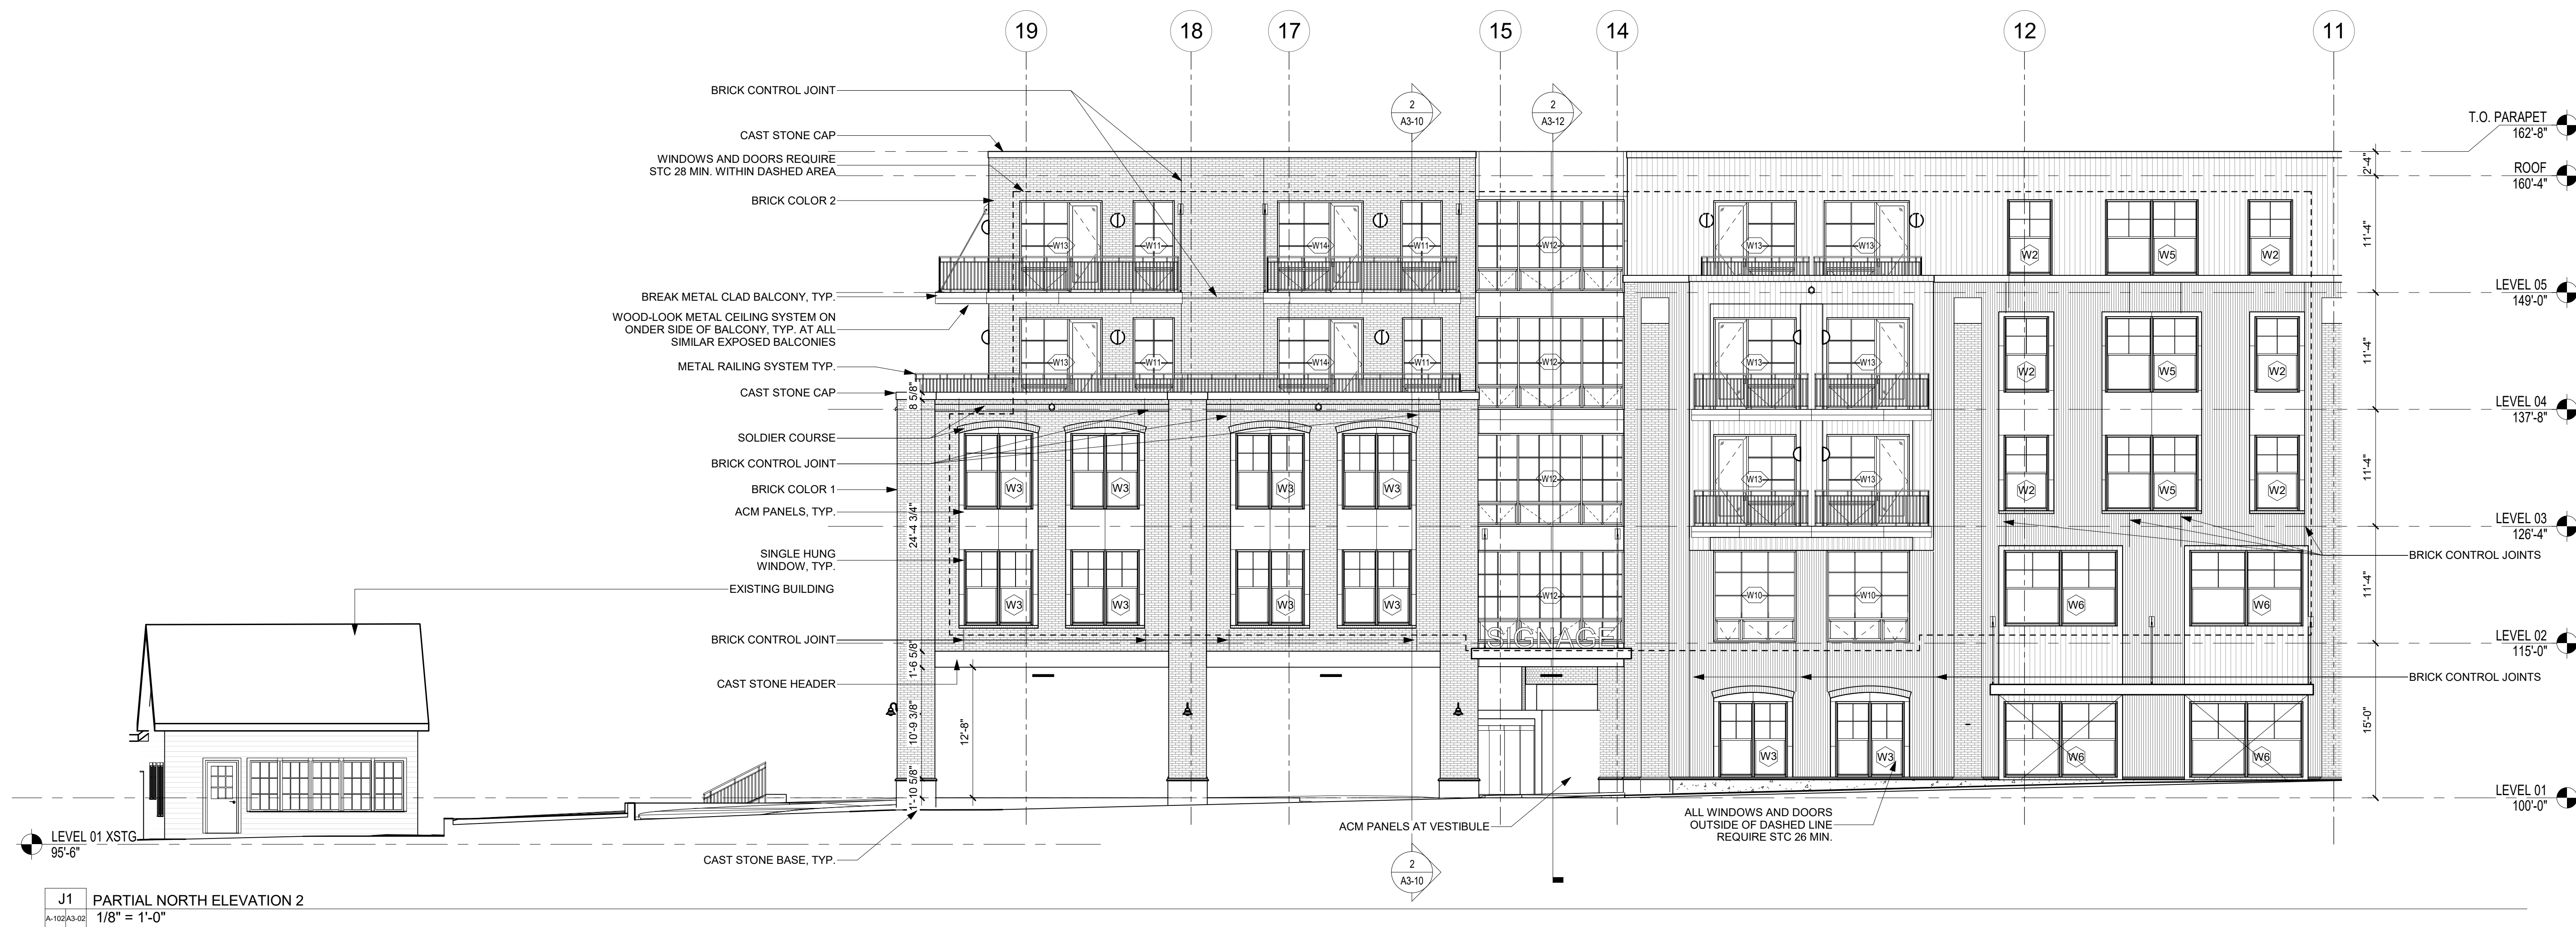 19
18
17
15
14
12
11
2
A3-10
2
A3-12
BRICK CONTROL JOINT
CAST STONE CAP
WINDOWS AND DOORS REQUIRE
STC 28 MIN. WITHIN DASHED AREA
BRICK COLOR 2
BREAK METAL CLAD BALCONY, TYP.
WOOD-LOOK METAL CEILING SYSTEM ON
ONDER SIDE OF BALCONY, TYP. AT ALL
SIMILAR EXPOSED BALCONIES
METAL RAILING SYSTEM TYP.
CAST STONE CAP
SOLDIER COURSE
BRICK CONTROL JOINT
BRICK COLOR 1
ACM PANELS, TYP.
SINGLE HUNG
WINDOW, TYP.
EXISTING BUILDING
BRICK CONTROL JOINT
CAST STONE HEADER
CAST STONE BASE, TYP.
8 5/8"
24'-4 3/4"
1'-6 5/8"
10'-9 3/8"
1'-10 5/8"
12'-8"
W13 W11 W14 W11 W12 W13 W13 W2 W5 W2
W13 W11 W14 W11 W12 W13 W13 W2 W5 W2
W3 W3 W3 W3 W12 W13 W13 W2 W5 W2
W3 W3 W3 W3 W12 W10 W10 W6 W6
SIGNAGE
W3 W3 W6 W6
T.O. PARAPET
162'-8"
ROOF
160'-4"
LEVEL 05
149'-0"
LEVEL 04
137'-8"
LEVEL 03
126'-4"
BRICK CONTROL JOINTS
LEVEL 02
115'-0"
BRICK CONTROL JOINTS
LEVEL 01
100'-0"
2'-4"
11'-4"
11'-4"
11'-4"
11'-4"
15'-0"
ACM PANELS AT VESTIBULE
ALL WINDOWS AND DOORS
OUTSIDE OF DASHED LINE
REQUIRE STC 26 MIN.
2
A3-10
LEVEL 01 XSTG
95'-6"
J1 PARTIAL NORTH ELEVATION 2
A-102 A3-02 1/8" = 1'-0"